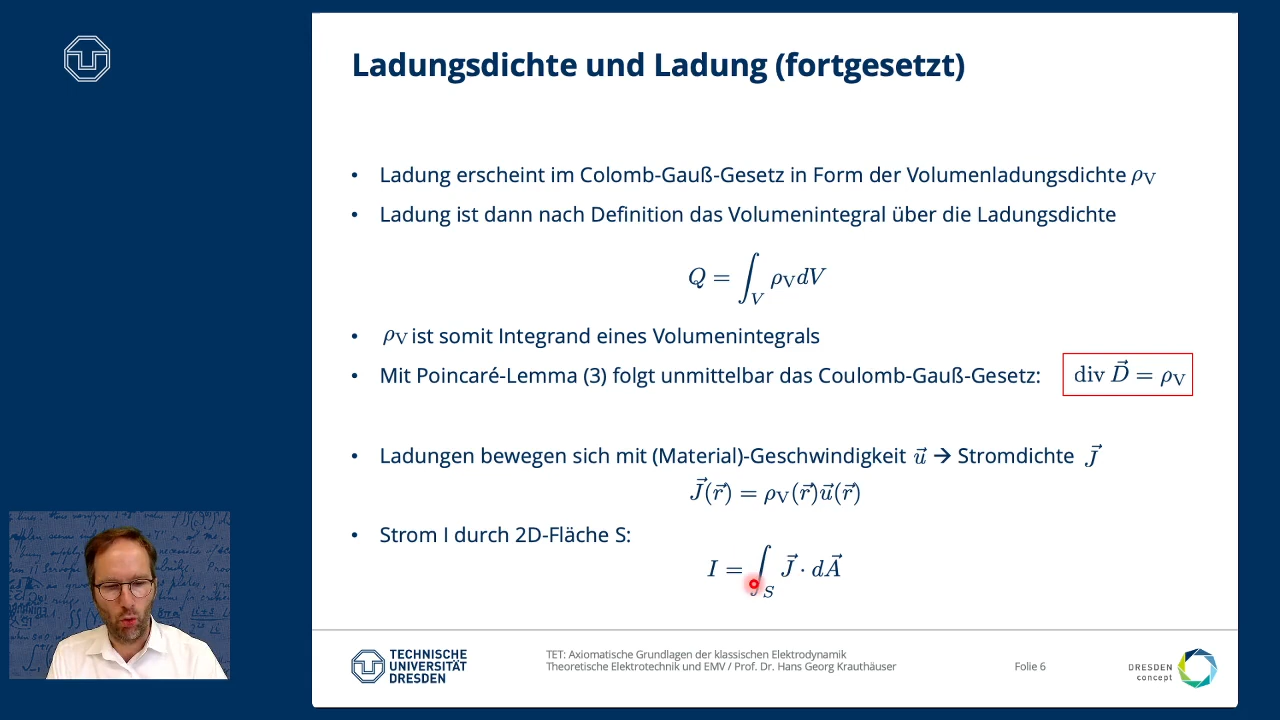 Ladungsdichte und Ladung (fortgesetzt)
• Ladung erscheint im Colomb-Gauß-Gesetz in Form der Volumenladungsdichte ρ_V
• Ladung ist dann nach Definition das Volumenintegral über die Ladungsdichte
Q = ∫_V ρ_V dV
• ρ_V ist somit Integrand eines Volumenintegrals
• Mit Poincaré-Lemma (3) folgt unmittelbar das Coulomb-Gauß-Gesetz: div D⃗ = ρ_V
• Ladungen bewegen sich mit (Material)-Geschwindigkeit u⃗ → Stromdichte J⃗
J⃗(r⃗) = ρ_V(r⃗)u⃗(r⃗)
• Strom I durch 2D-Fläche S:
I = ∫_S J⃗ · dA⃗
TECHNISCHE
UNIVERSITÄT
DRESDEN
TET: Axiomatische Grundlagen der klassischen Elektrodynamik
Theoretische Elektrotechnik und EMV / Prof. Dr. Hans Georg Krauthäuser
Folie 6
DRESDEN
concept